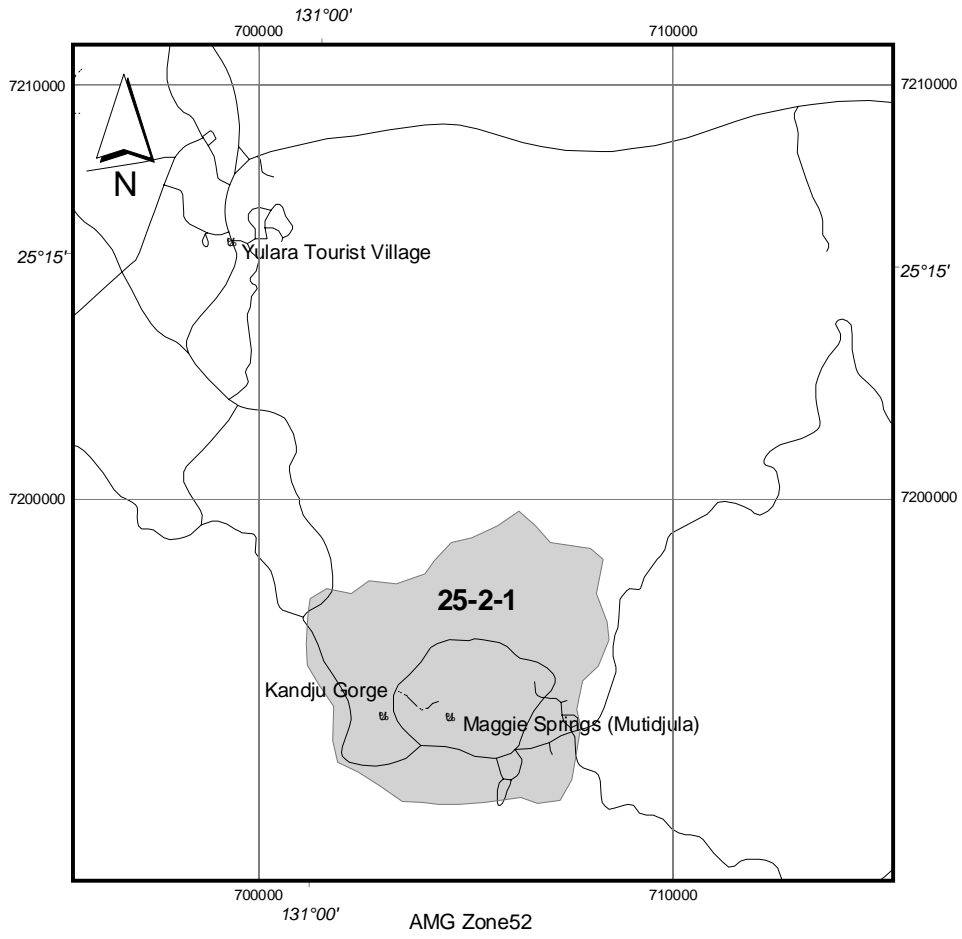 131°00'
700000 710000
7210000 7210000
N
Yulara Tourist Village
25°15' 25°15'
7200000 7200000
25-2-1
Kandju Gorge
Maggie Springs (Mutidjula)
700000 710000
131°00'
AMG Zone52